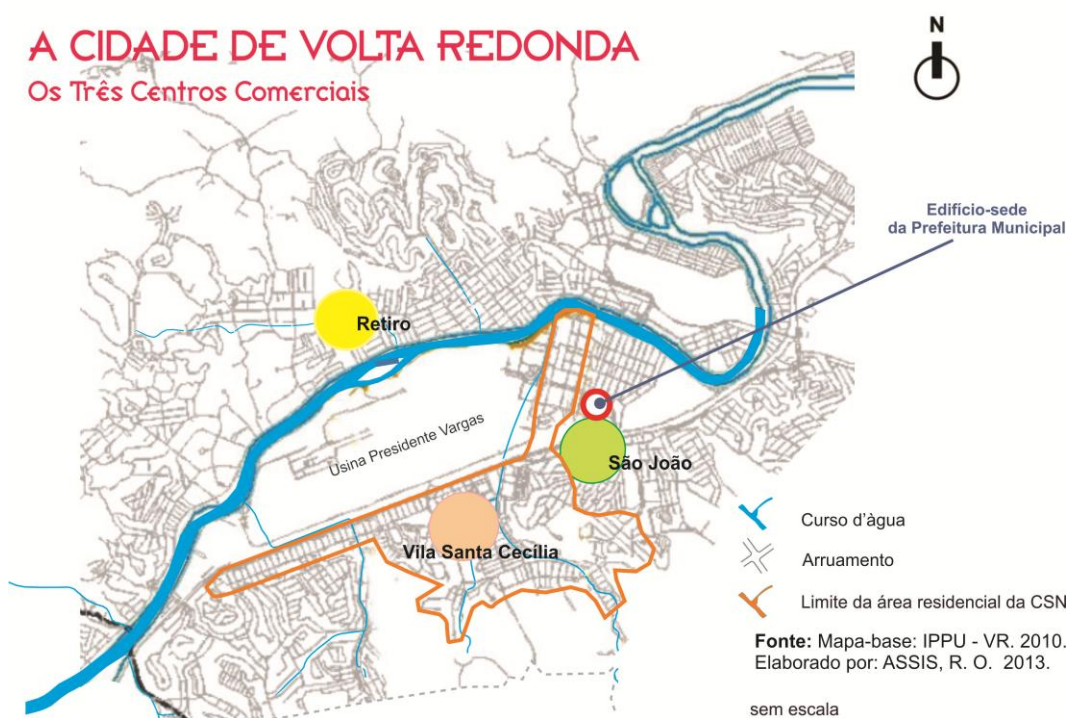 A CIDADE DE VOLTA REDONDA
Os Três Centros Comerciais
N
Edifício-sede
da Prefeitura Municipal
Retiro
Usina Presidente Vargas
São João
Vila Santa Cecília
Curso d'àgua
Arruamento
Limite da área residencial da CSN
Fonte: Mapa-base: IPPU - VR. 2010.
Elaborado por: ASSIS, R. O. 2013.
sem escala